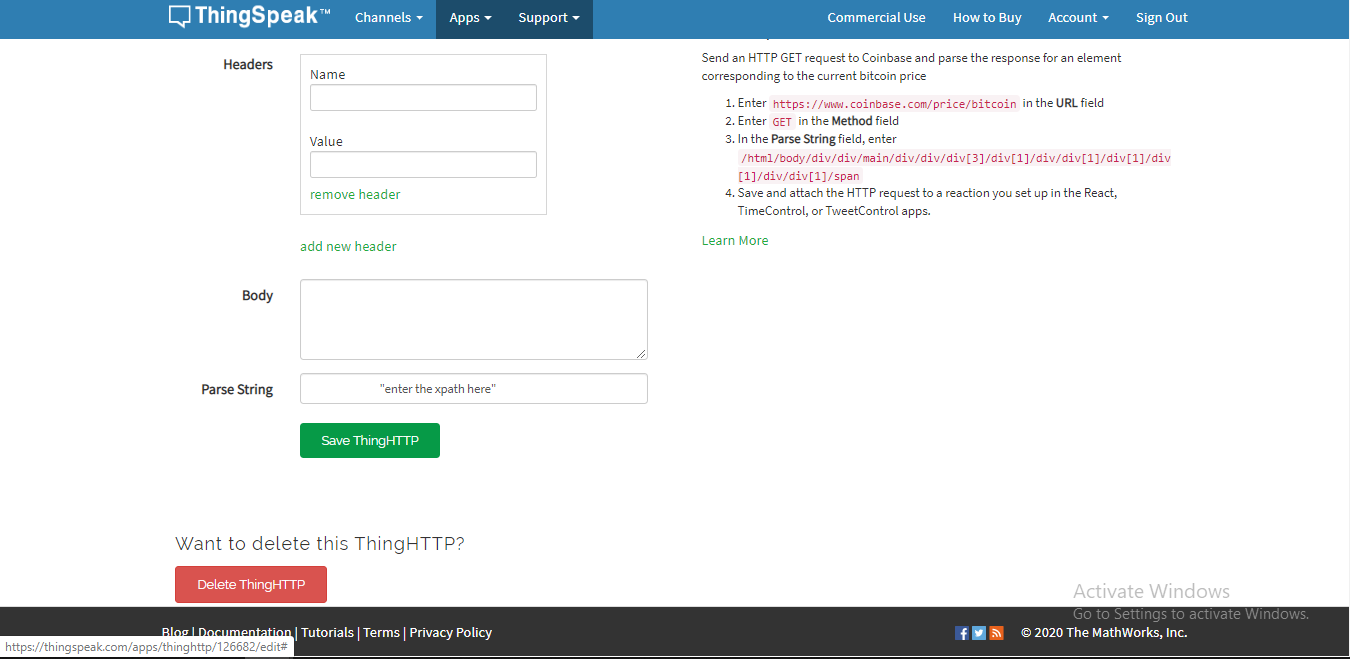 ThingSpeak™ Channels Apps Support Commercial Use How to Buy Account Sign Out
Headers
Name
Value
remove header
add new header
Body
Parse String "enter the xpath here"
Save ThingHTTP
Send an HTTP GET request to Coinbase and parse the response for an element
corresponding to the current bitcoin price
1. Enter https://www.coinbase.com/price/bitcoin in the URL field
2. Enter GET in the Method field
3. In the Parse String field, enter
/html/body/div/div/main/div/div/div[3]/div[1]/div/div[1]/div[1]/div
[1]/div/div[1]/span
4. Save and attach the HTTP request to a reaction you set up in the React,
TimeControl, or TweetControl apps.
Learn More
Want to delete this ThingHTTP?
Delete ThingHTTP
Activate Windows
Go to Settings to activate Windows.
Blog | Documentation | Tutorials | Terms | Privacy Policy
© 2020 The MathWorks, Inc.
https://thingspeak.com/apps/thinghttp/126682/edit#